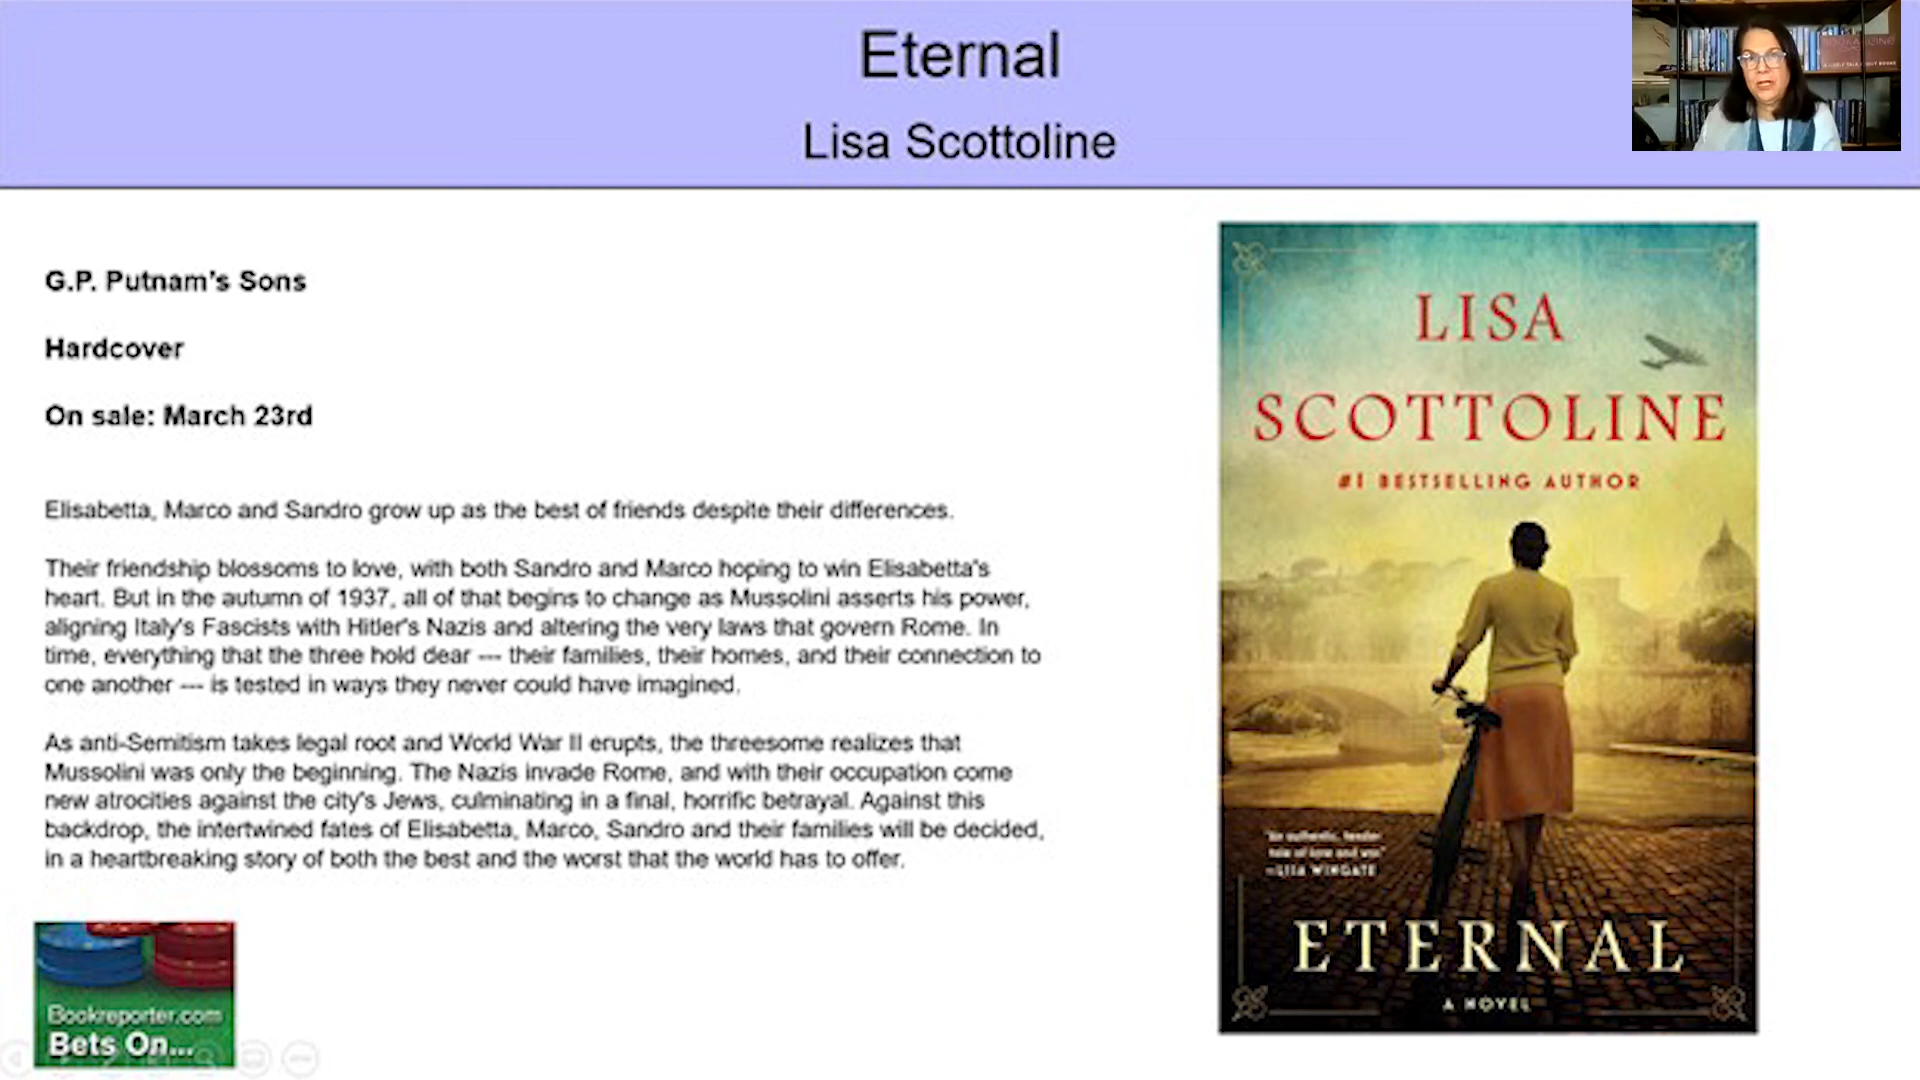 Eternal
Lisa Scottoline
G.P. Putnam's Sons
Hardcover
On sale: March 23rd
Elisabetta, Marco and Sandro grow up as the best of friends despite their differences.
Their friendship blossoms to love, with both Sandro and Marco hoping to win Elisabetta's
heart. But in the autumn of 1937, all of that begins to change as Mussolini asserts his power,
aligning Italy's Fascists with Hitler's Nazis and altering the very laws that govern Rome. In
time, everything that the three hold dear --- their families, their homes, and their connection to
one another --- is tested in ways they never could have imagined.
As anti-Semitism takes legal root and World War II erupts, the threesome realizes that
Mussolini was only the beginning. The Nazis invade Rome, and with their occupation come
new atrocities against the city's Jews, culminating in a final, horrific betrayal. Against this
backdrop, the intertwined fates of Elisabetta, Marco, Sandro and their families will be decided,
in a heartbreaking story of both the best and the worst that the world has to offer.
Bookreporter.com
Bets On...
LISA
SCOTTOLINE
#1 BESTSELLING AUTHOR
"An authentic, tender
tale of love and war"
—LISA WINGATE
ETERNAL
A NOVEL